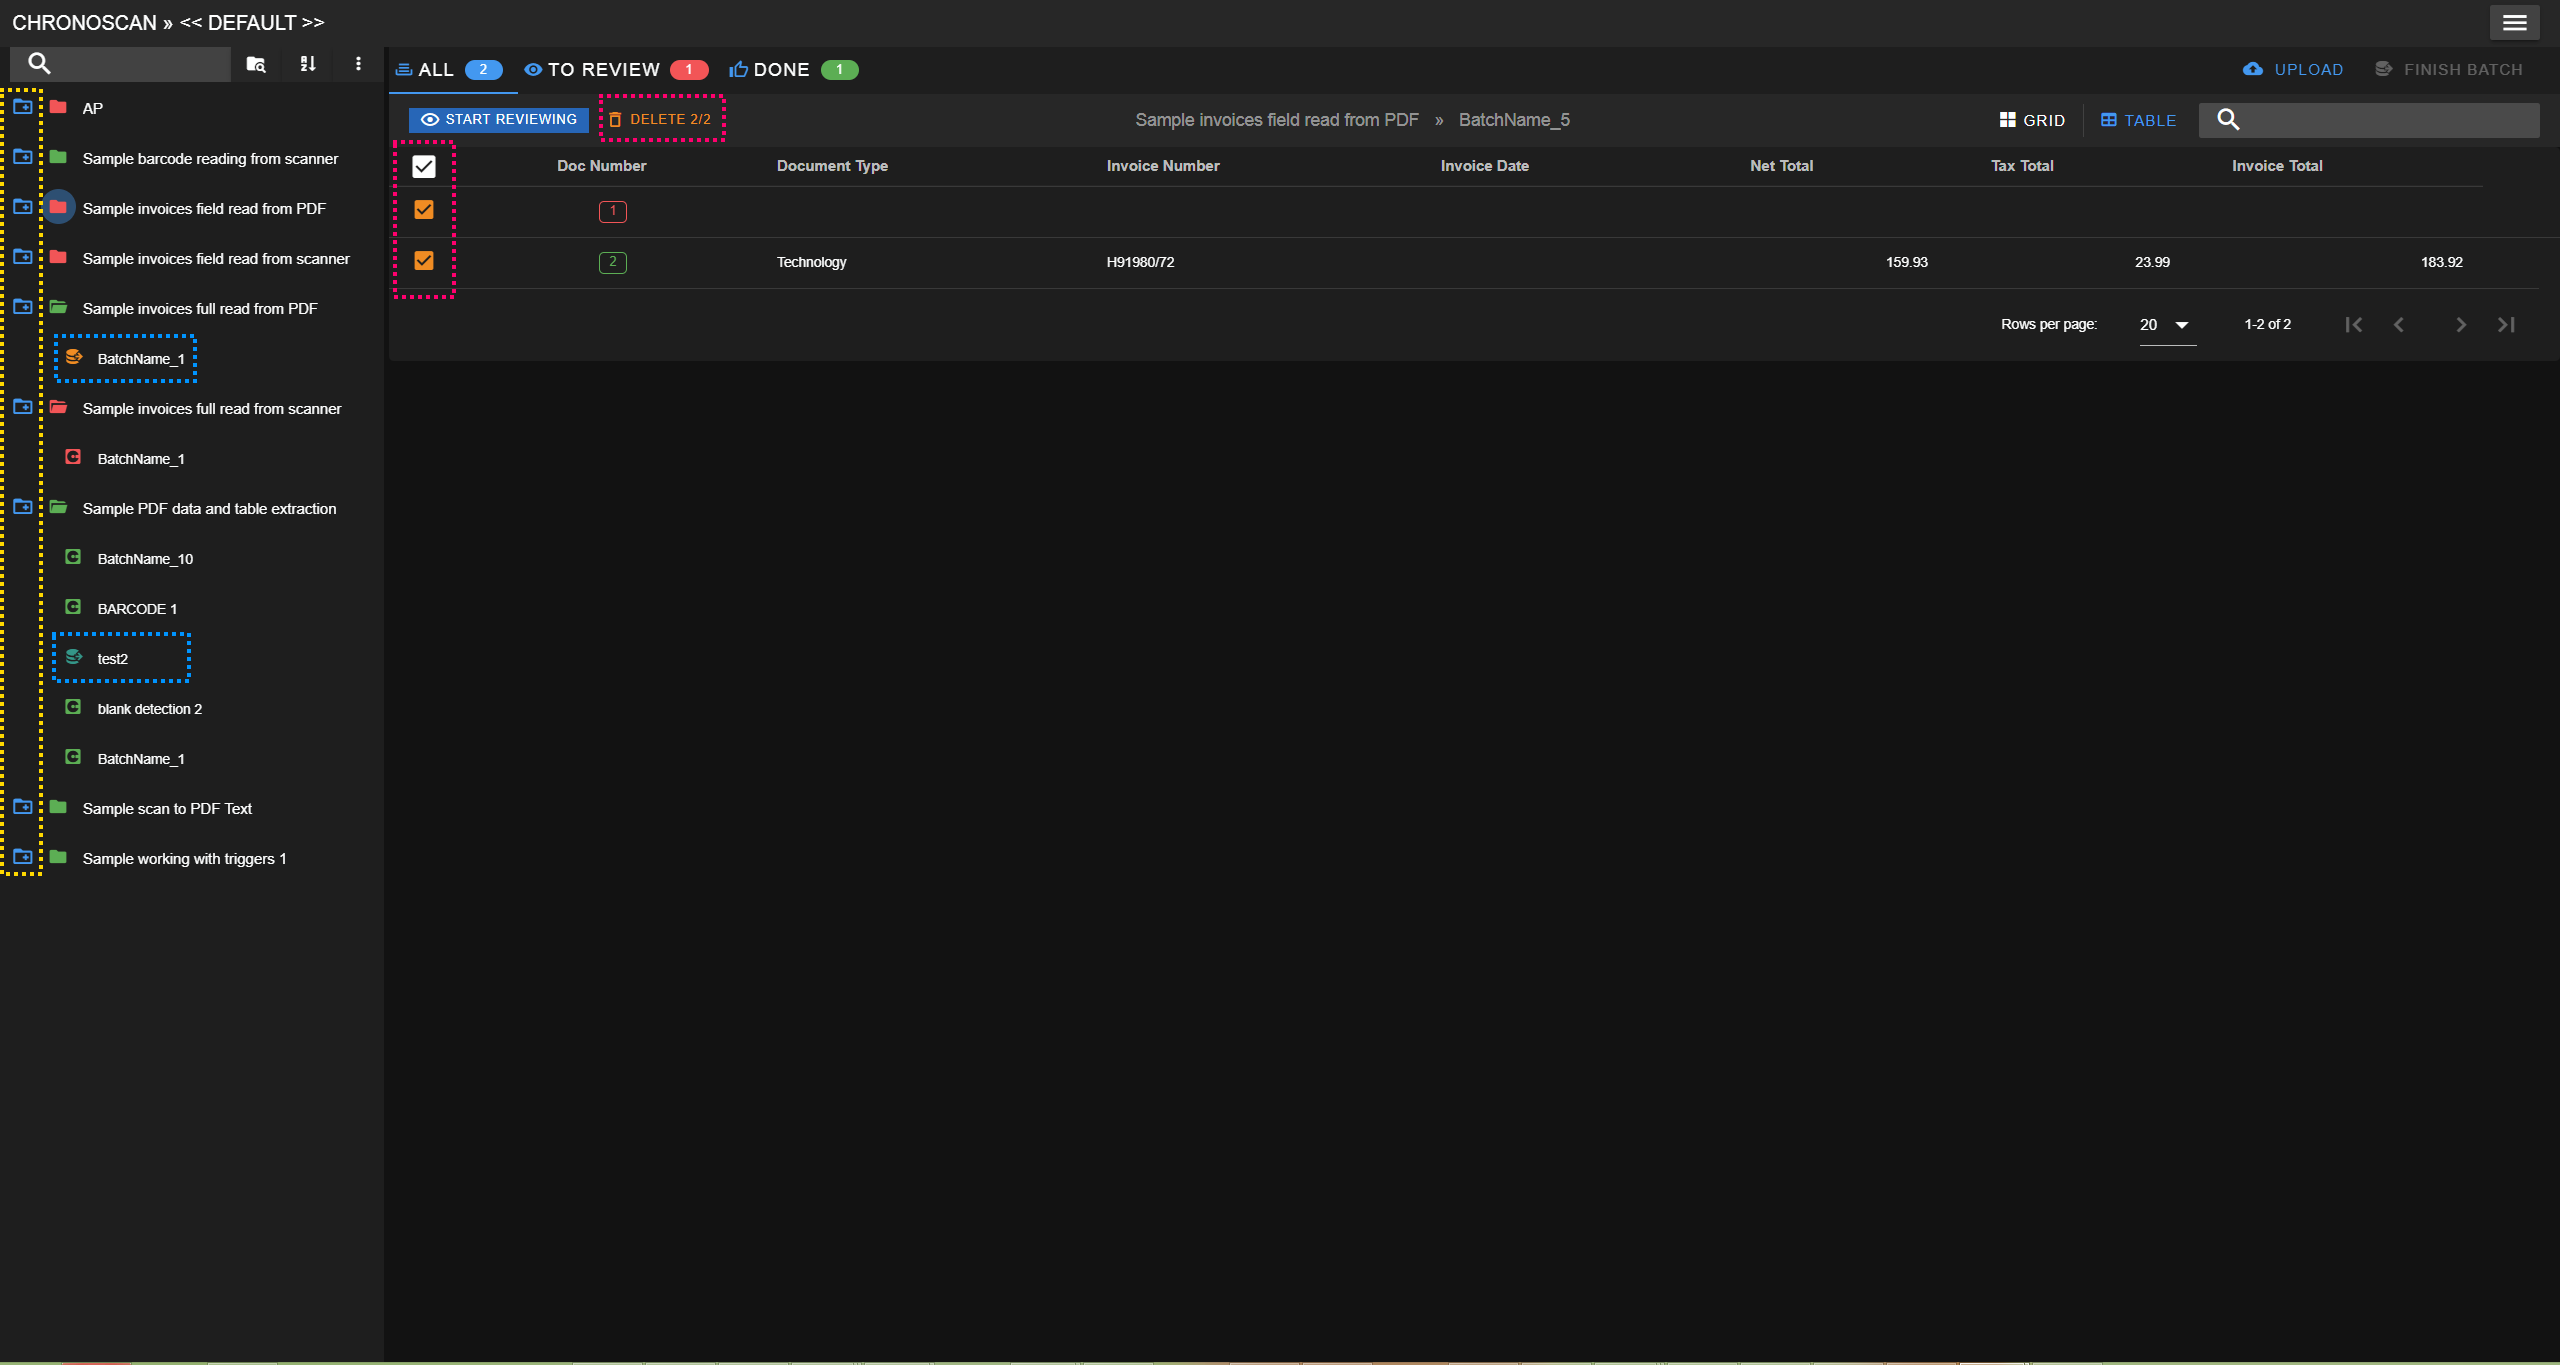 CHRONOSCAN » << DEFAULT >>
ALL 2 TO REVIEW 1 DONE 1 UPLOAD FINISH BATCH
START REVIEWING DELETE 2/2 Sample invoices field read from PDF » BatchName_5 GRID TABLE
Doc Number Document Type Invoice Number Invoice Date Net Total Tax Total Invoice Total
1
2 Technology H91980/72 159.93 23.99 183.92
Rows per page: 20 1-2 of 2
AP
Sample barcode reading from scanner
Sample invoices field read from PDF
Sample invoices field read from scanner
Sample invoices full read from PDF
BatchName_1
Sample invoices full read from scanner
BatchName_1
Sample PDF data and table extraction
BatchName_10
BARCODE 1
test2
blank detection 2
BatchName_1
Sample scan to PDF Text
Sample working with triggers 1